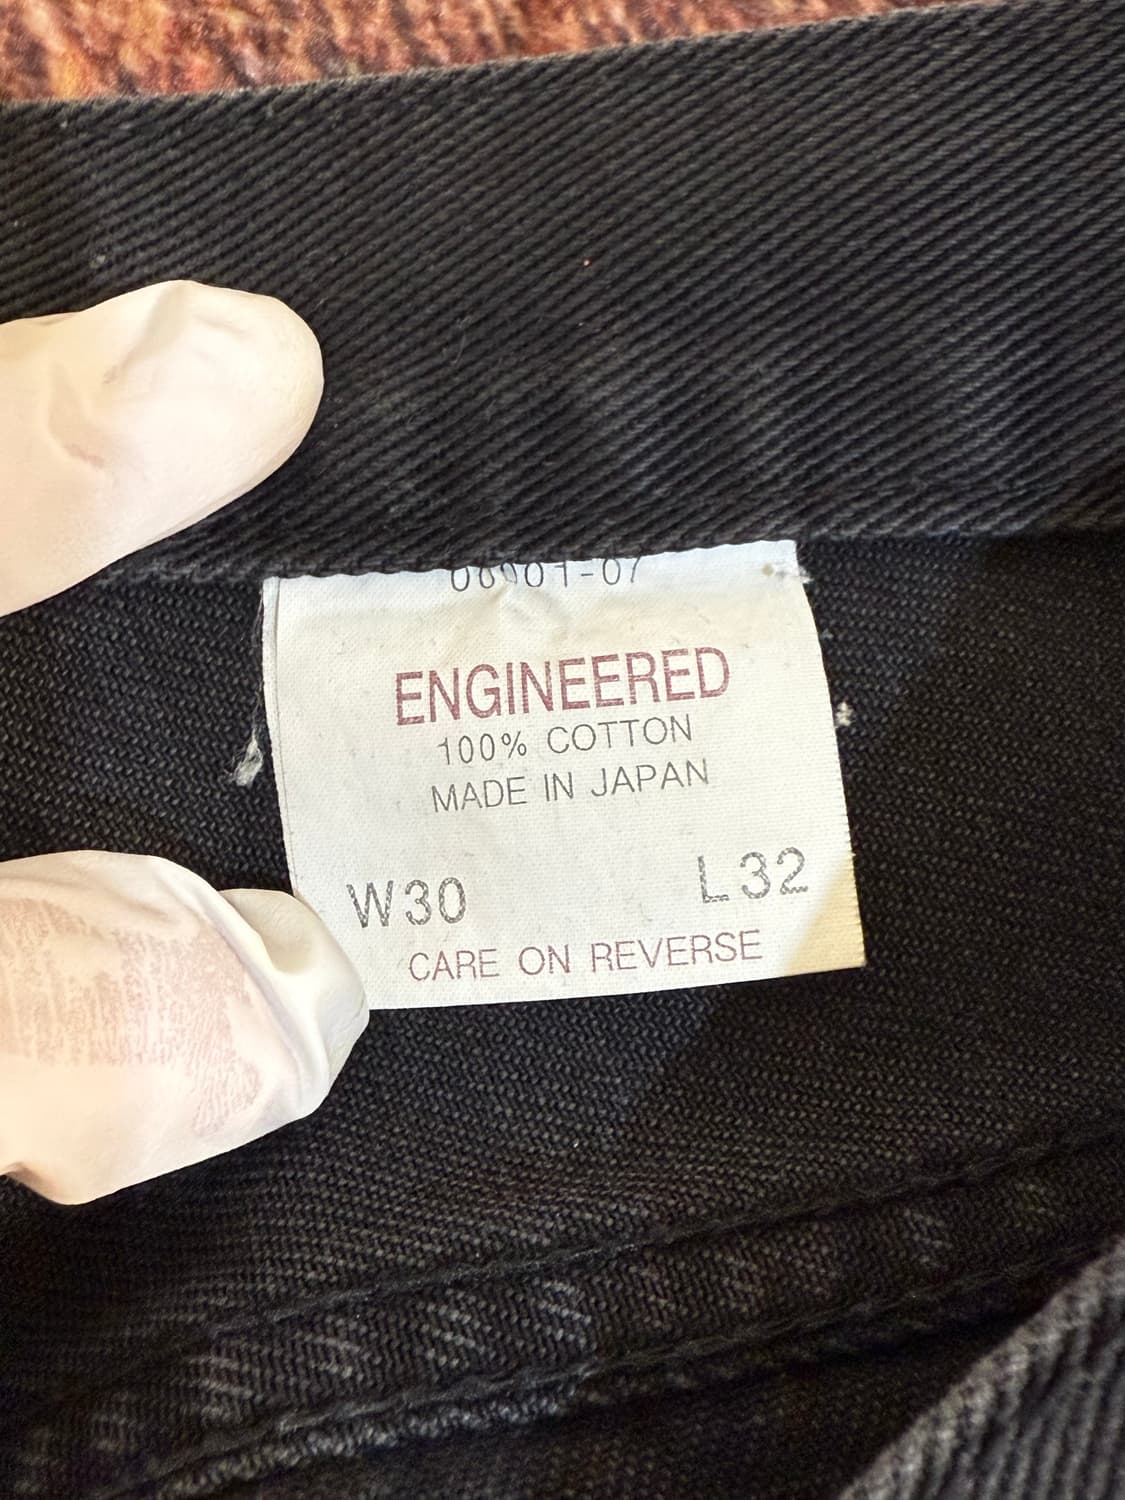 ENGINEERED
100% COTTON
MADE IN JAPAN
W30 L32
CARE ON REVERSE